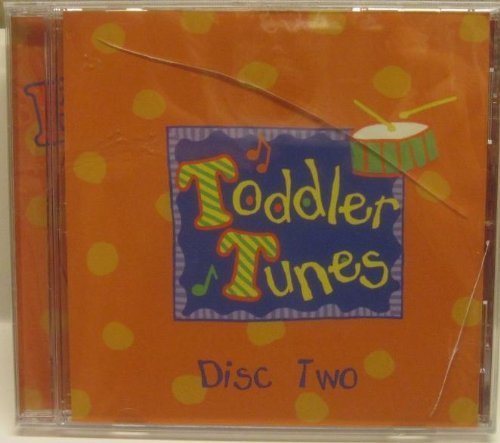 Toddler
Tunes
Disc Two